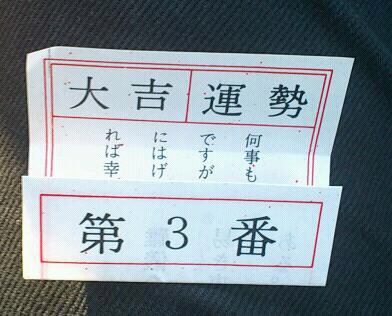 運勢
大吉
何事も
ですが
にはげ
れば幸
第3番